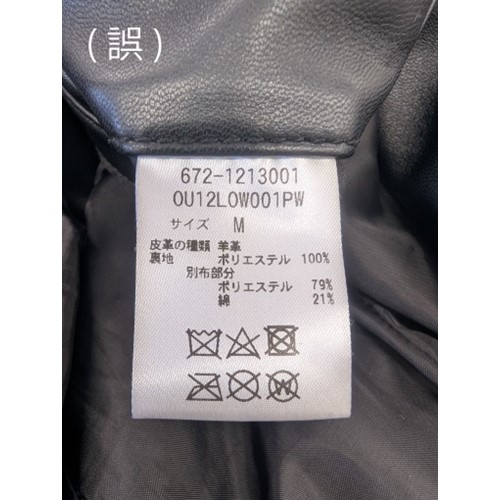 (誤)
672-1213001
OU12LOW001PW
サイズ M
皮革の種類 羊革
裏地 ポリエステル 100%
別布部分
ポリエステル 79%
綿 21%
W